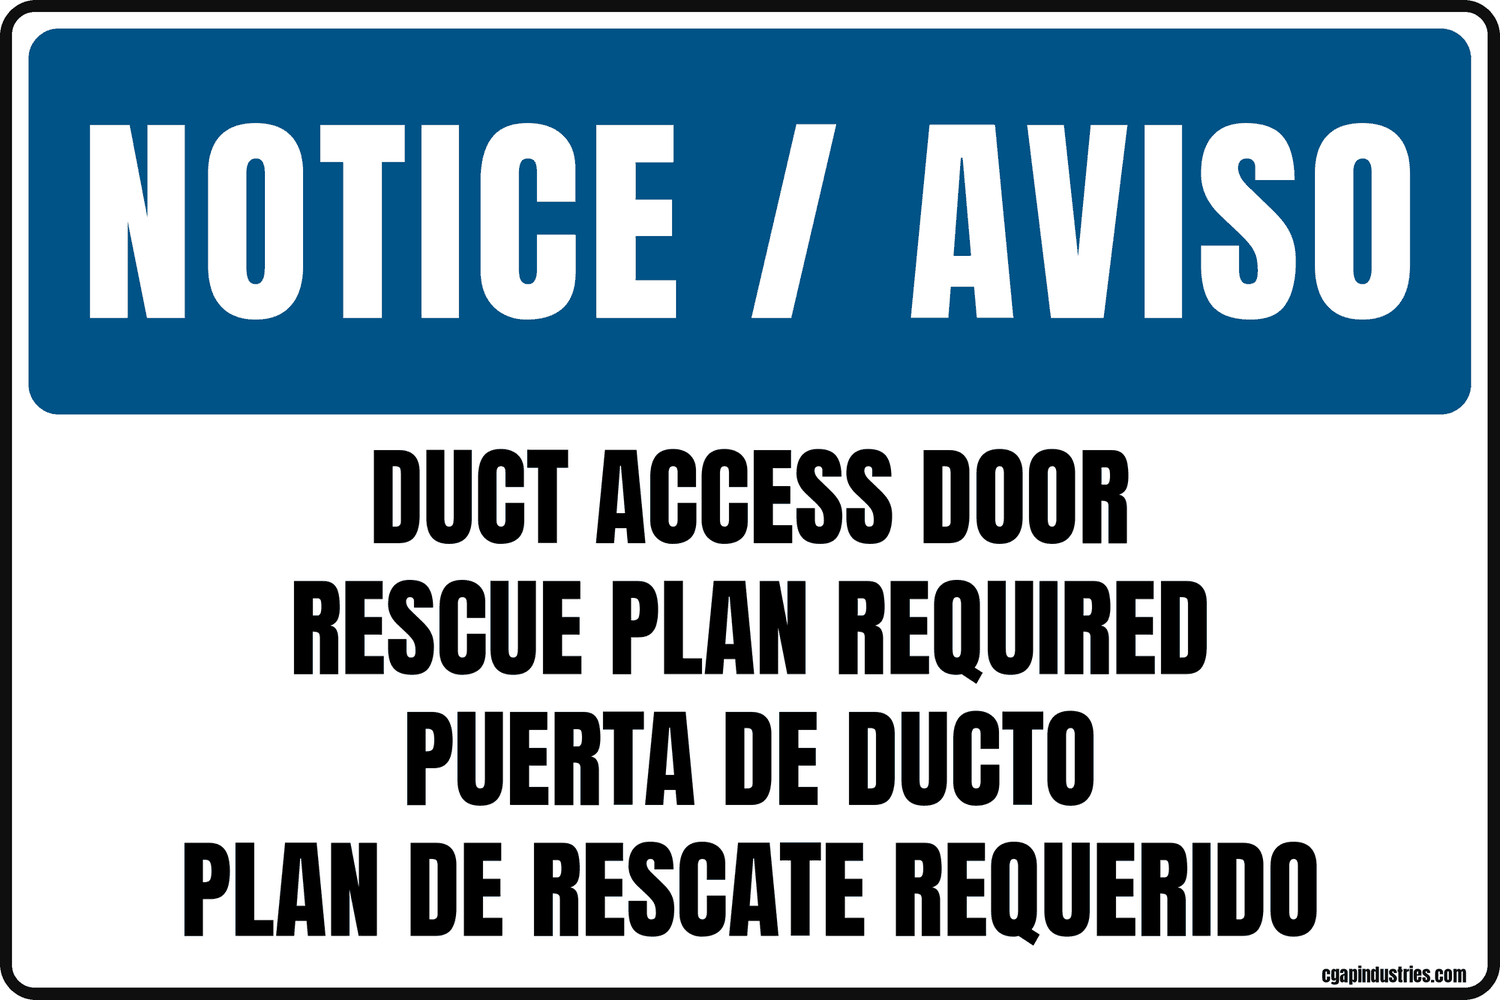 NOTICE / AVISO
DUCT ACCESS DOOR
RESCUE PLAN REQUIRED
PUERTA DE DUCTO
PLAN DE RESCATE REQUERIDO
cgapindustries.com